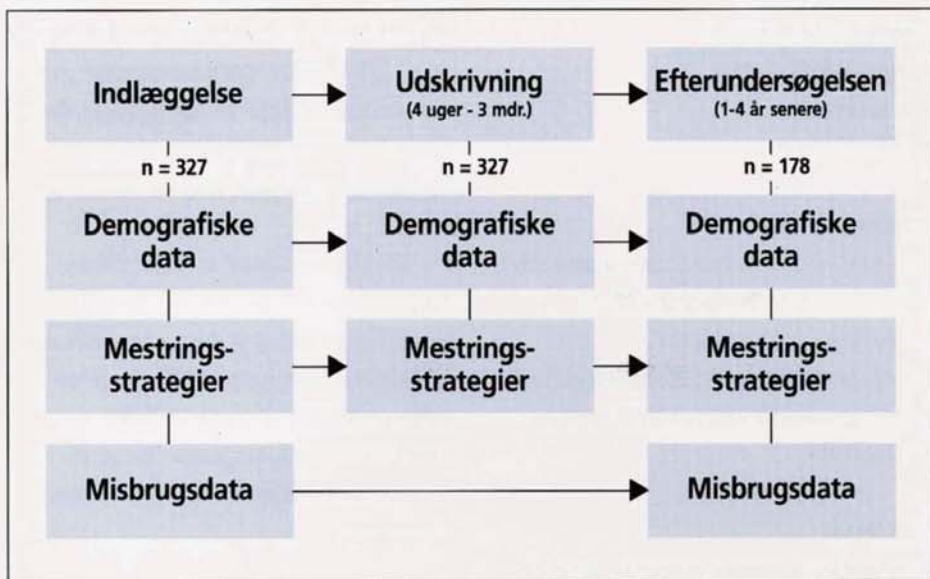 Indlæggelse
Udskrivning
(4 uger - 3 mdr.)
Efterundersøgelsen
(1-4 år senere)
n = 327
n = 327
n = 178
Demografiske
data
Demografiske
data
Demografiske
data
Mestrings-
strategier
Mestrings-
strategier
Mestrings-
strategier
Misbrugsdata
Misbrugsdata